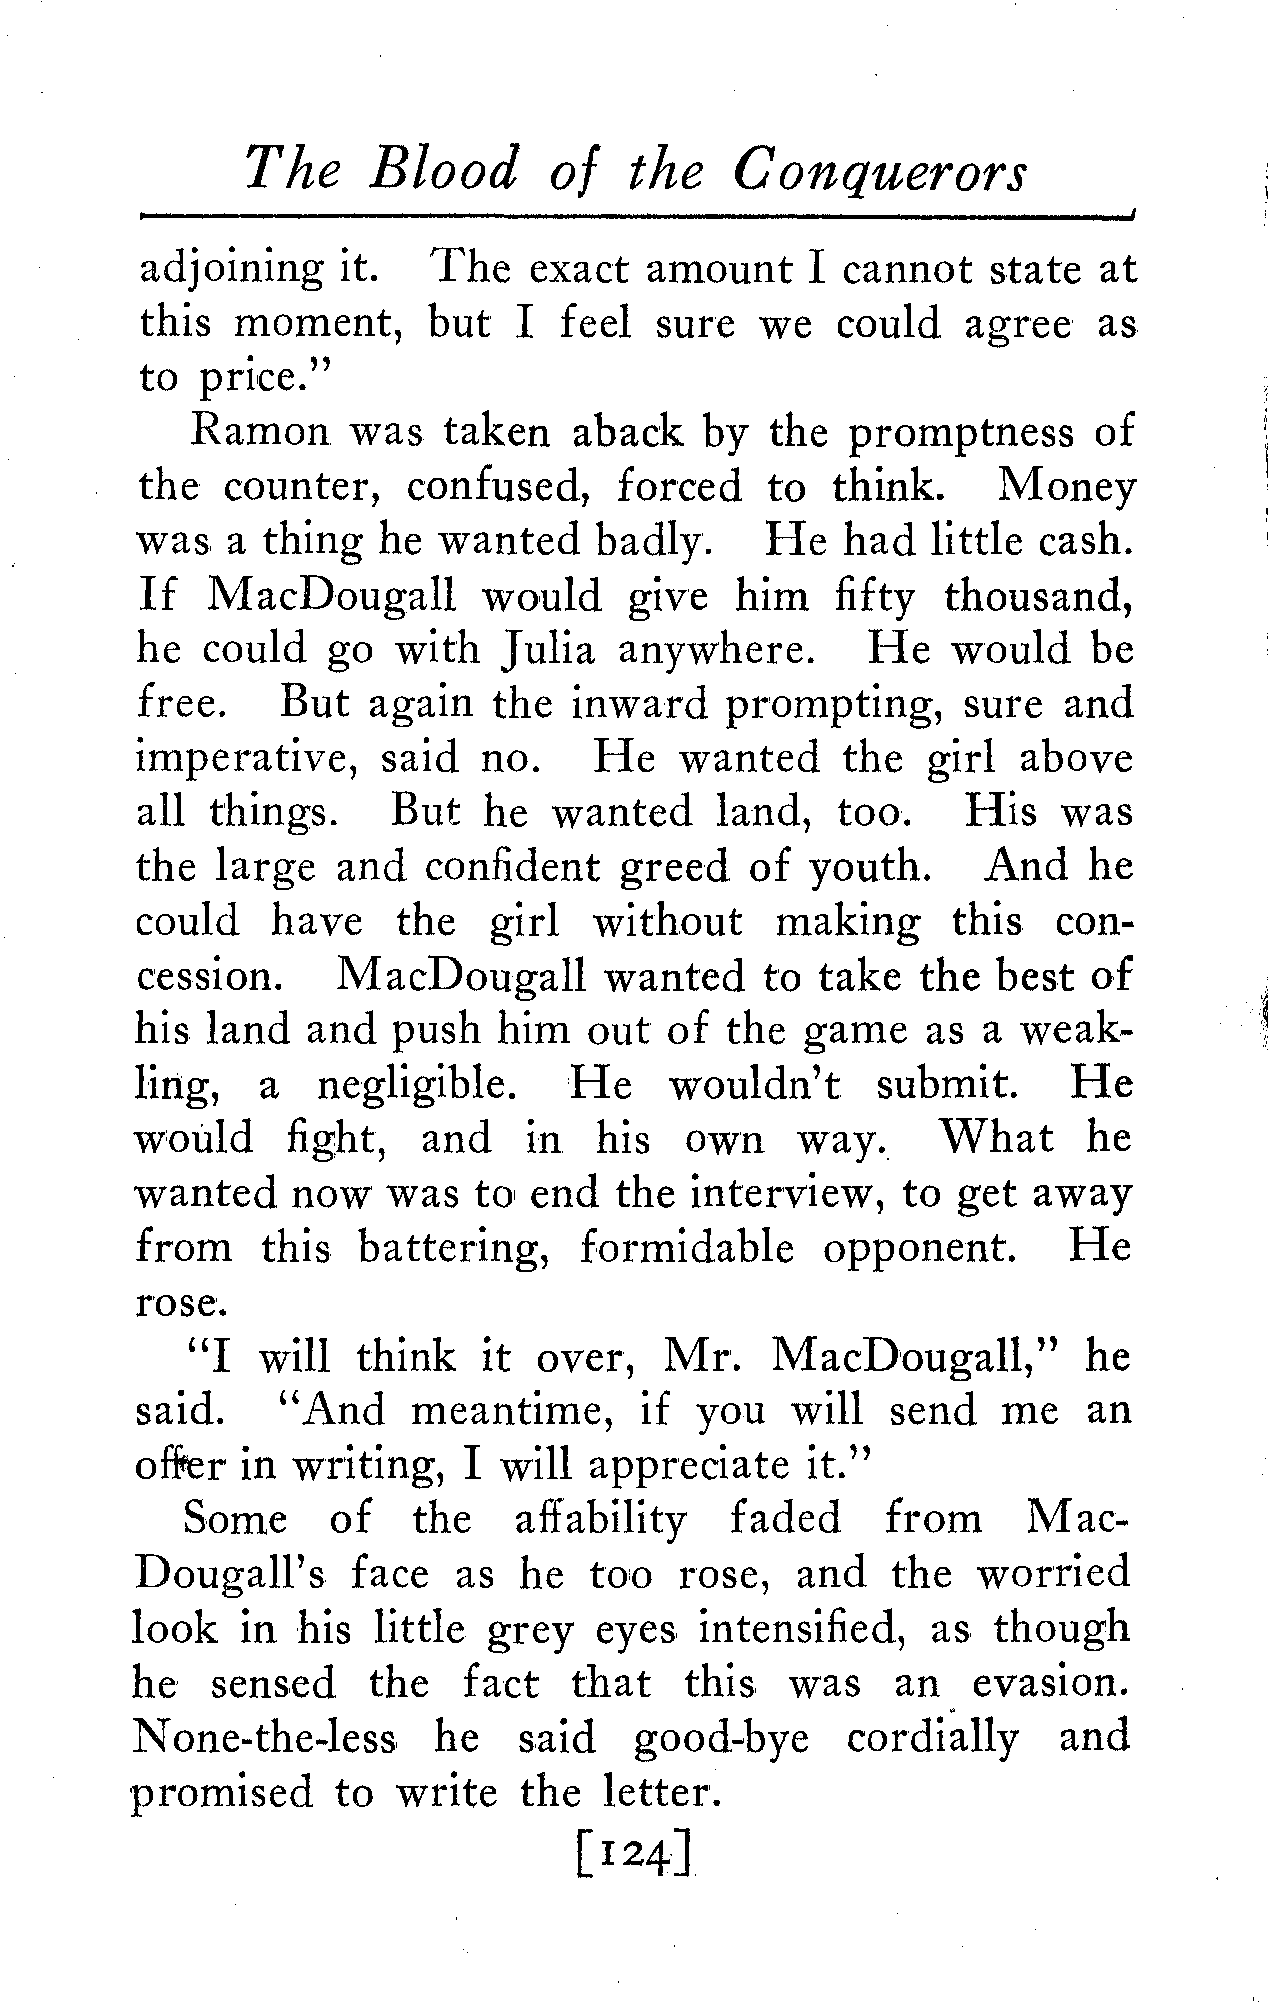 The Blood of the Conquerors
adjoining it. The exact amount I cannot state at
this moment, but I feel sure we could agree as
to price."
Ramon was taken aback by the promptness of
the counter, confused, forced to think. Money
was a thing he wanted badly. He had little cash.
If MacDougall would give him fifty thousand,
he could go with Julia anywhere. He would be
free. But again the inward prompting, sure and
imperative, said no. He wanted the girl above
all things. But he wanted land, too. His was
the large and confident greed of youth. And he
could have the girl without making this con-
cession. MacDougall wanted to take the best of
his land and push him out of the game as a weak-
ling, a negligible. He wouldn't submit. He
would fight, and in his own way. What he
wanted now was to end the interview, to get away
from this battering, formidable opponent. He
rose.
"I will think it over, Mr. MacDougall," he
said. "And meantime, if you will send me an
offer in writing, I will appreciate it."
Some of the affability faded from Mac-
Dougall's face as he too rose, and the worried
look in his little grey eyes intensified, as though
he sensed the fact that this was an evasion.
None-the-less he said good-bye cordially and
promised to write the letter.
[124]